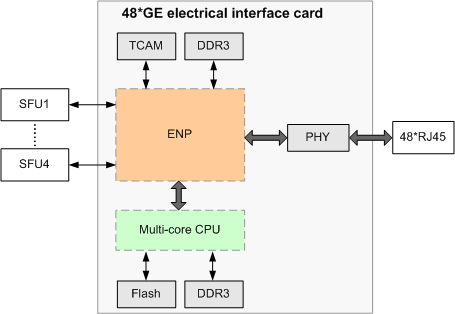 48*GE electrical interface card
TCAM
DDR3
SFU1
ENP
PHY
48*RJ45
SFU4
Multi-core CPU
Flash
DDR3